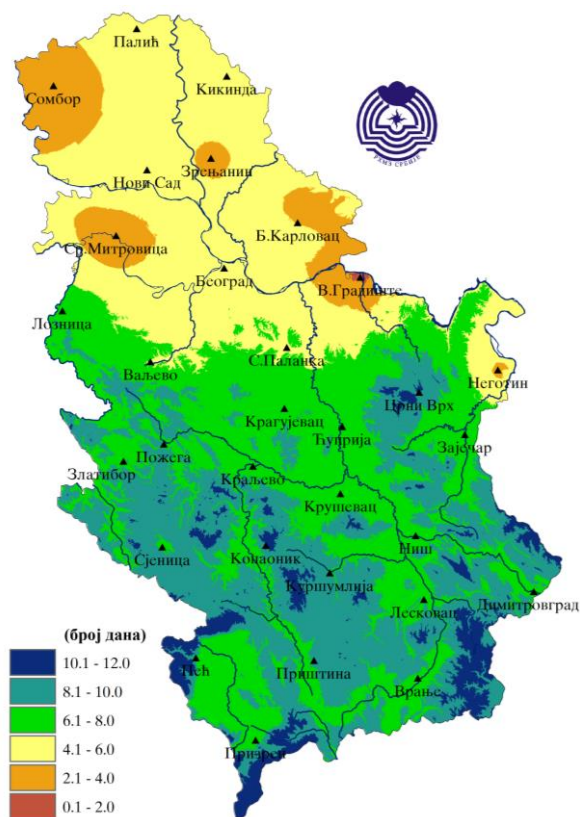 Палић
Кикинда
Сомбор
РХМЗ СРБИЈЕ
Зрењанин
Нови Сад
Б.Карловац
Ср.Митровица
Београд
В.Градиште
Лозница
С.Паланка
Ваљево
Неготин
Црни Врх
Крагујевац
Ћуприја
Зајечар
Пожега
Златибор
Краљево
Крушевац
Ниш
Сјеница
Копаоник
Куршумлија
Димитровград
Лесковац
(број дана)
10.1 - 12.0
Пећ
Приштина
8.1 - 10.0
Врање
6.1 - 8.0
4.1 - 6.0
Призрен
2.1 - 4.0
0.1 - 2.0